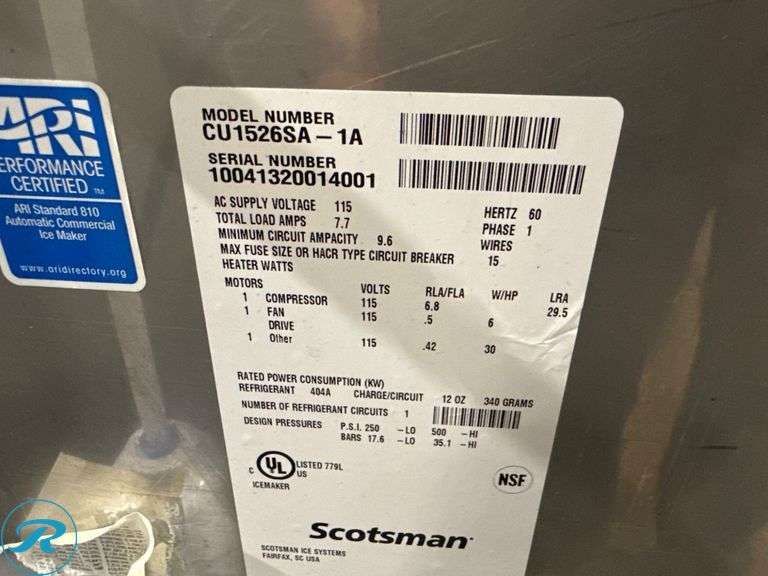 ARi
PERFORMANCE
CERTIFIED TM
ARI Standard 810
Automatic Commercial
Ice Maker
www.aridirectory.org
MODEL NUMBER
CU1526SA-1A
SERIAL NUMBER
10041320014001
AC SUPPLY VOLTAGE 115 HERTZ 60
TOTAL LOAD AMPS 7.7 PHASE 1
MINIMUM CIRCUIT AMPACITY 9.6 WIRES
MAX FUSE SIZE OR HACR TYPE CIRCUIT BREAKER 15
HEATER WATTS
MOTORS VOLTS RLA/FLA W/HP LRA
1 COMPRESSOR 115 6.8 29.5
1 FAN 115 .5 6
DRIVE
1 Other 115 .42 30
RATED POWER CONSUMPTION (KW)
REFRIGERANT 404A CHARGE/CIRCUIT 12 OZ 340 GRAMS
NUMBER OF REFRIGERANT CIRCUITS 1
DESIGN PRESSURES P.S.I. 250 -LO 500 -HI
BARS 17.6 -LO 35.1 -HI
C UL US LISTED 779L
ICEMAKER
NSF
Scotsman
SCOTSMAN ICE SYSTEMS
FAIRFAX, SC USA
R